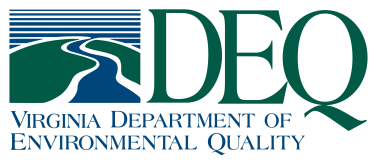 DEQ
VIRGINIA DEPARTMENT OF
ENVIRONMENTAL QUALITY